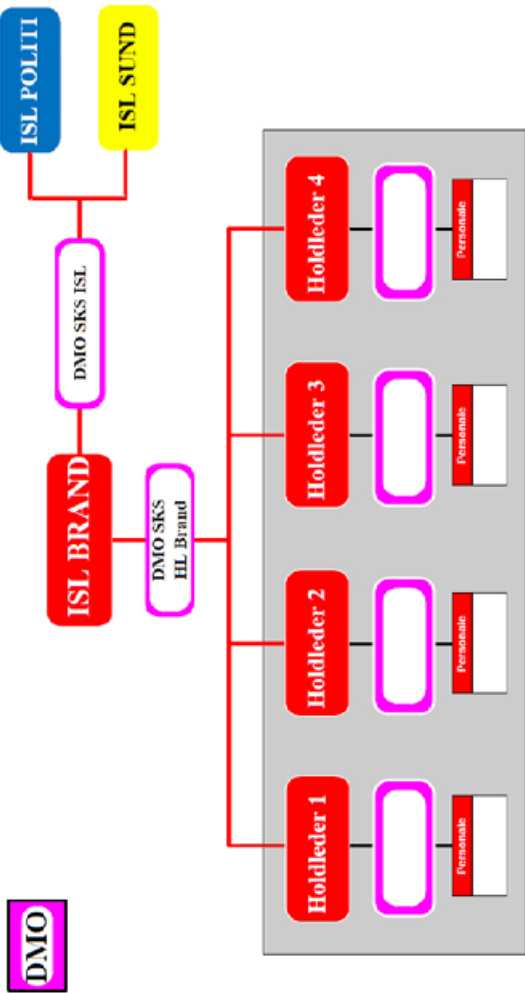 DMO
ISL POLITI
ISL SUND
DMO SKS ISL
ISL BRAND
DMO SKS
HL Brand
Holdleder 1
Holdleder 2
Holdleder 3
Holdleder 4
Personale
Personale
Personale
Personale